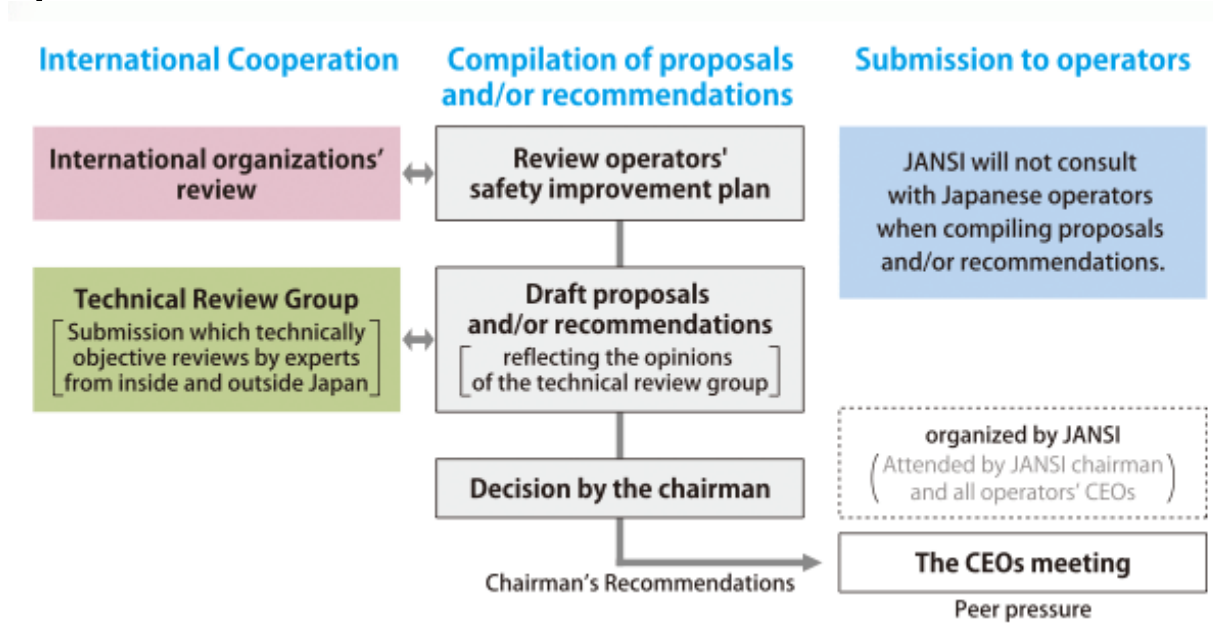 International Cooperation
International organizations'
review
Technical Review Group
Submission which technically
objective reviews by experts
from inside and outside Japan
Compilation of proposals
and/or recommendations
Review operators'
safety improvement plan
Draft proposals
and/or recommendations
reflecting the opinions
of the technical review group
Decision by the chairman
Chairman's Recommendations
Submission to operators
JANSI will not consult
with Japanese operators
when compiling proposals
and/or recommendations.
organized by JANSI
(Attended by JANSI chairman
and all operators' CEOs)
The CEOs meeting
Peer pressure